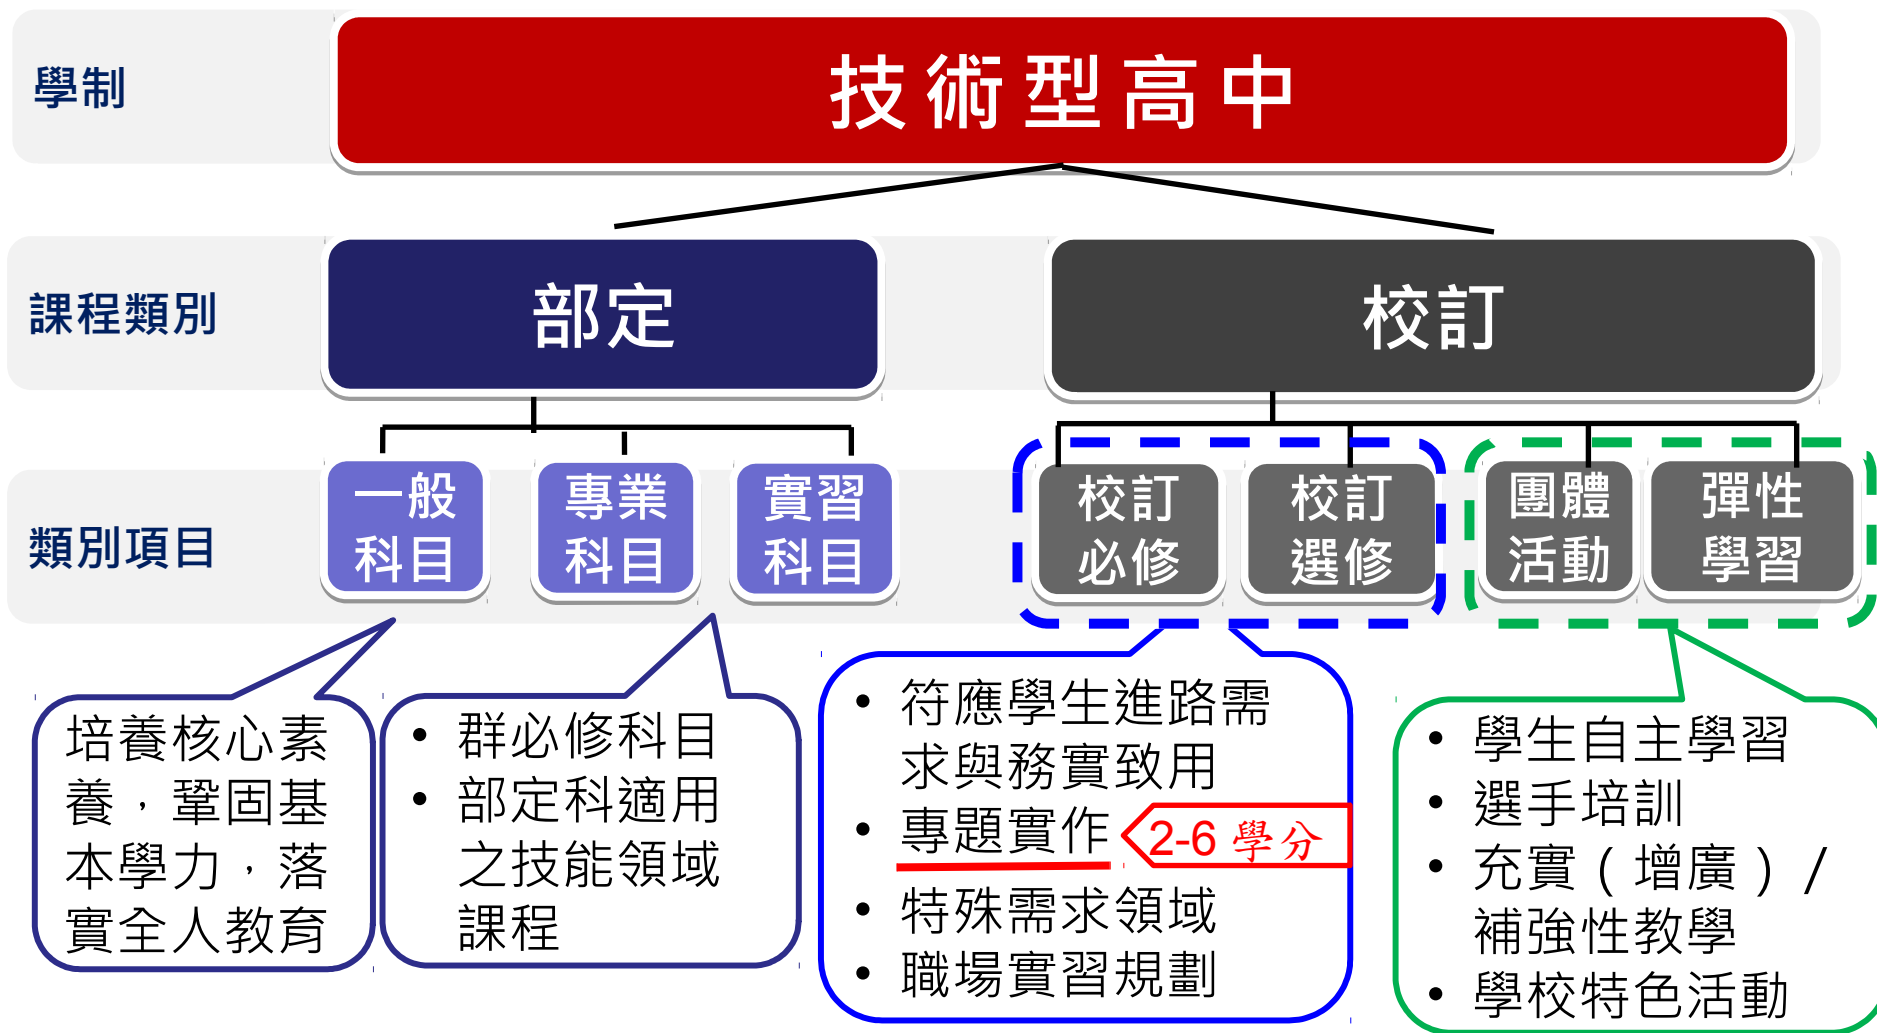 學制
技術型高中
課程類別
部定
校訂
類別項目
一般
科目
專業
科目
實習
科目
校訂
必修
校訂
選修
團體
活動
彈性
學習
培養核心素
養，鞏固基
本學力，落
實全人教育
• 群必修科目
• 部定科適用
之技能領域
課程
• 符應學生進路需
求與務實致用
• 專題實作
2-6 學分
• 特殊需求領域
• 職場實習規劃
• 學生自主學習
• 選手培訓
• 充實（增廣）/
補強性教學
• 學校特色活動